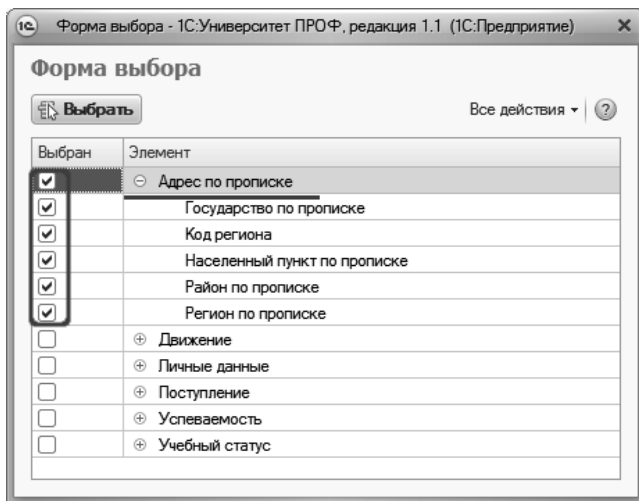 1С Форма выбора - 1С:Университет ПРОФ, редакция 1.1 (1С:Предприятие)
Форма выбора
Выбрать Все действия ?
Выбран Элемент
Адрес по прописке
Государство по прописке
Код региона
Населенный пункт по прописке
Район по прописке
Регион по прописке
Движение
Личные данные
Поступление
Успеваемость
Учебный статус